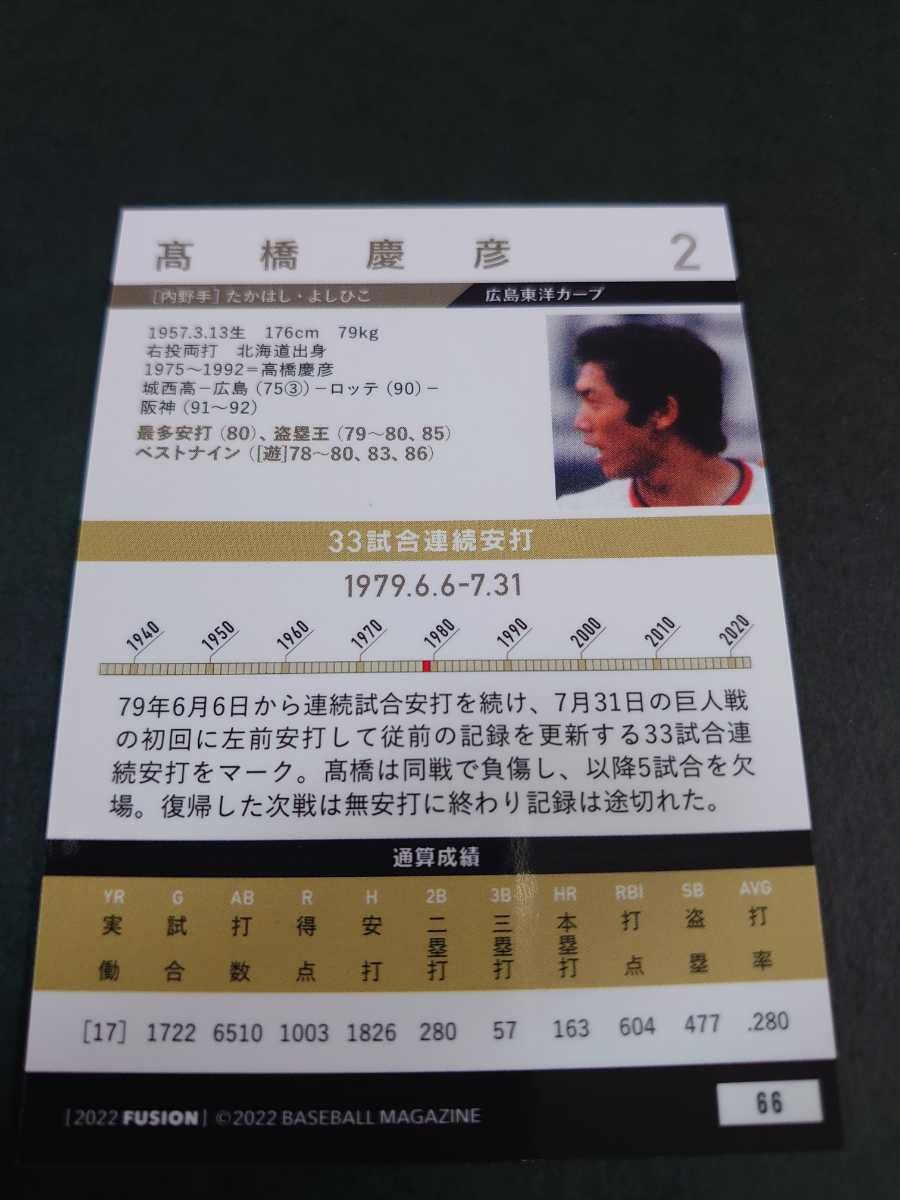 髙橋慶彦 2
[内野手] たかはし・よしひこ 広島東洋カープ
1957.3.13生 176cm 79kg
右投両打 北海道出身
1975〜1992=高橋慶彦
城西高−広島 (75③)−ロッテ (90)−
阪神 (91〜92)
最多安打 (80)、盗塁王 (79〜80、85)
ベストナイン ([遊]78〜80、83、86)
33試合連続安打
1979.6.6-7.31
1940 1950 1960 1970 1980 1990 2000 2010 2020
79年6月6日から連続試合安打を続け、7月31日の巨人戦
の初回に左前安打して従前の記録を更新する33試合連
続安打をマーク。髙橋は同戦で負傷し、以降5試合を欠
場。復帰した次戦は無安打に終わり記録は途切れた。
通算成績
YR G AB R H 2B 3B HR RBI SB AVG
実働 試合 打数 得点 安打 二塁打 三塁打 本塁打 打点 盗塁 打率
[17] 1722 6510 1003 1826 280 57 163 604 477 .280
[2022 FUSION] ©2022 BASEBALL MAGAZINE 66